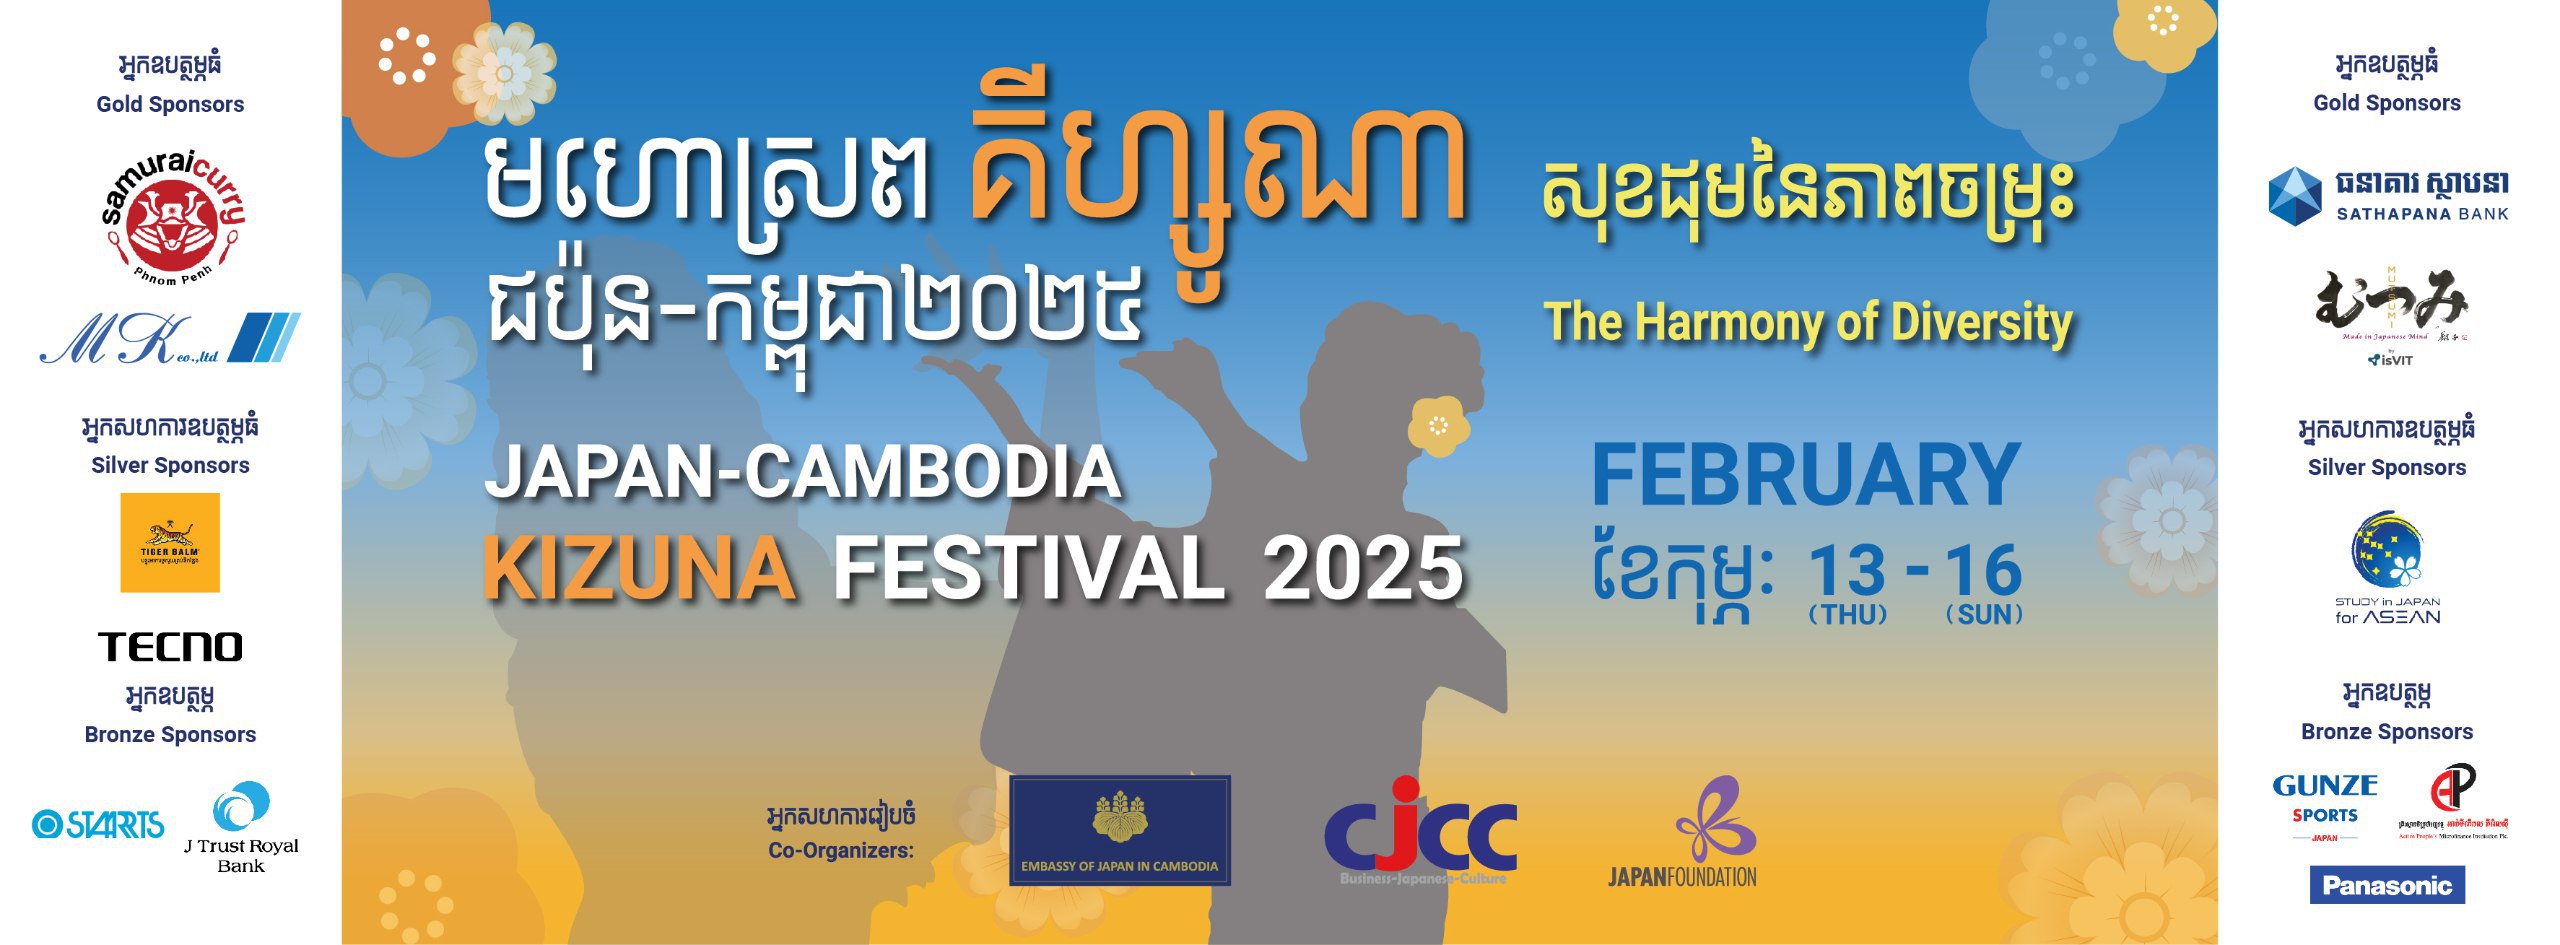 អ្នកឧបត្ថម្ភធំ
Gold Sponsors
samuraicurry
Phnom Penh
MK co.,ltd
អ្នកសហការឧបត្ថម្ភធំ
Silver Sponsors
TIGER BALM
TECNO
អ្នកឧបត្ថម្ភ
Bronze Sponsors
STARTS
J Trust Royal
Bank
មហោស្រព គីហ្ស៊ូណា
ជប៉ុន-កម្ពុជា២០២៥
JAPAN-CAMBODIA
KIZUNA FESTIVAL 2025
សុខដុមនៃភាពចម្រុះ
The Harmony of Diversity
FEBRUARY
ខែកុម្ភៈ 13 - 16
(THU) (SUN)
អ្នកសហការរៀបចំ
Co-Organizers:
EMBASSY OF JAPAN IN CAMBODIA
cjcc
Business-Japanese-Culture
JAPANFOUNDATION
អ្នកឧបត្ថម្ភធំ
Gold Sponsors
ធនាគារ ស្ថាបនា
SATHAPANA BANK
むつみ
MUTSUMI
Made in Japanese Mind
by
isVIT
អ្នកសហការឧបត្ថម្ភធំ
Silver Sponsors
STUDY in JAPAN
for ASEAN
អ្នកឧបត្ថម្ភ
Bronze Sponsors
GUNZE
SPORTS
JAPAN
AP
Active People's Microfinance Institution Plc.
Panasonic